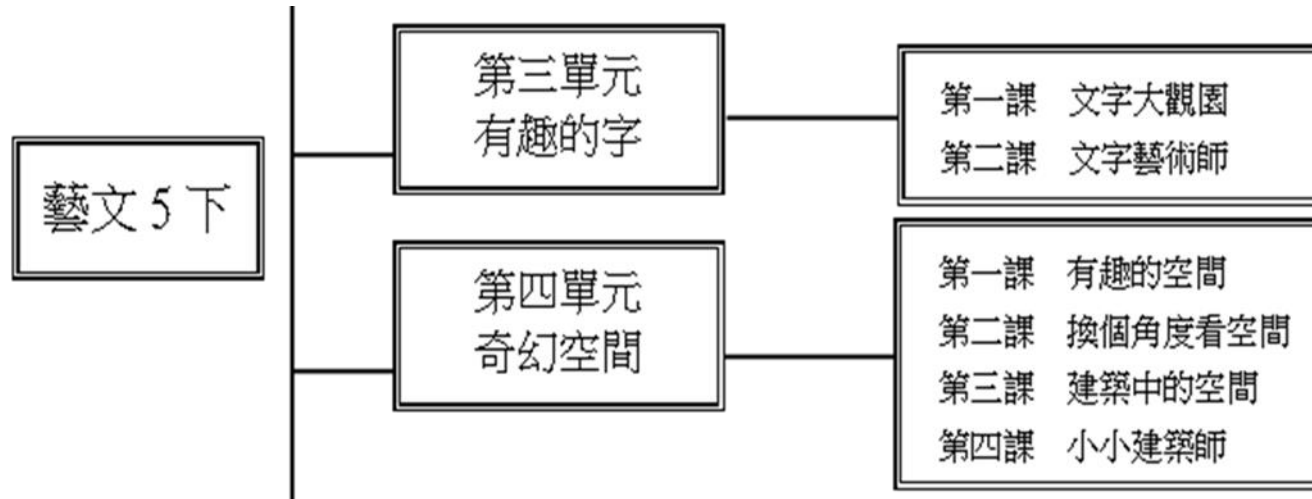 藝文 5 下
第三單元
有趣的字
第一課 文字大觀園
第二課 文字藝術師
第四單元
奇幻空間
第一課 有趣的空間
第二課 換個角度看空間
第三課 建築中的空間
第四課 小小建築師